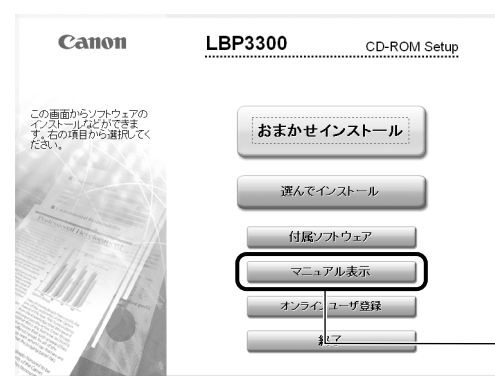 Canon
LBP3300
CD-ROM Setup
この画面からソフトウェアの
インストールなどができま
す。右の項目から選択してく
ださい。
おまかせインストール
選んでインストール
付属ソフトウェア
マニュアル表示
オンラインユーザ登録
終了
Professional Development